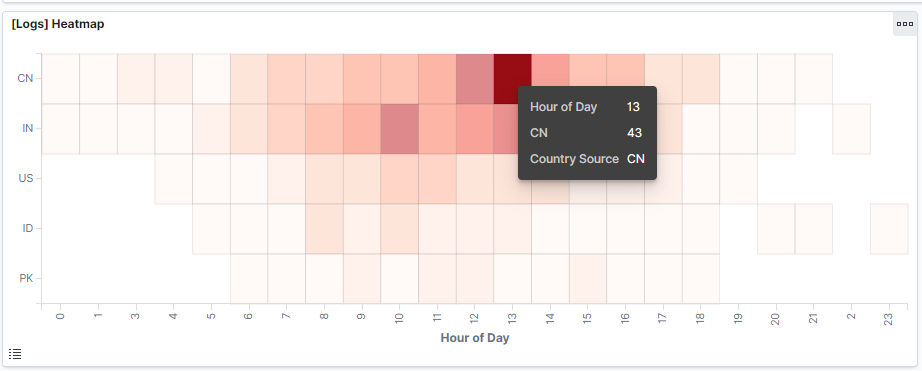 [Logs] Heatmap
CN
IN
US
ID
PK
Hour of Day 13
CN 43
Country Source CN
0 1 3 4 5 6 7 8 9 10 11 12 13 14 15 16 17 18 19 20 21 2 23
Hour of Day